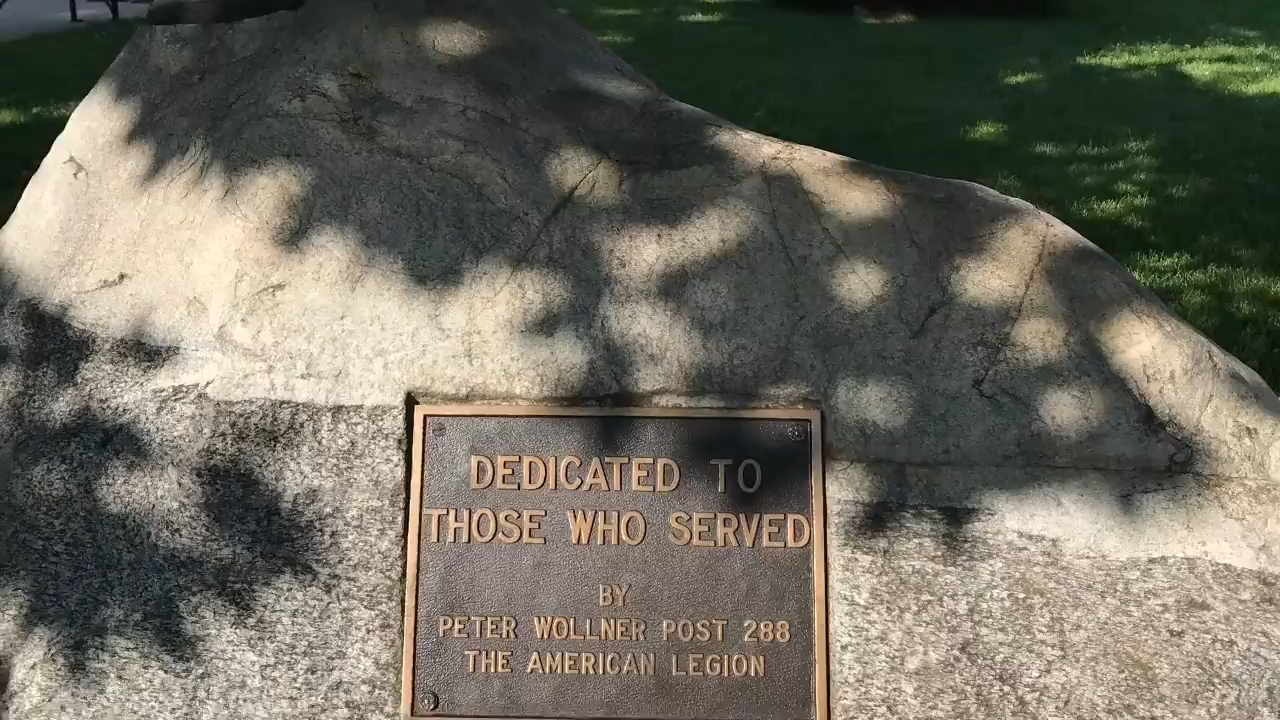 DEDICATED TO
THOSE WHO SERVED
BY
PETER WOLLNER POST 288
THE AMERICAN LEGION